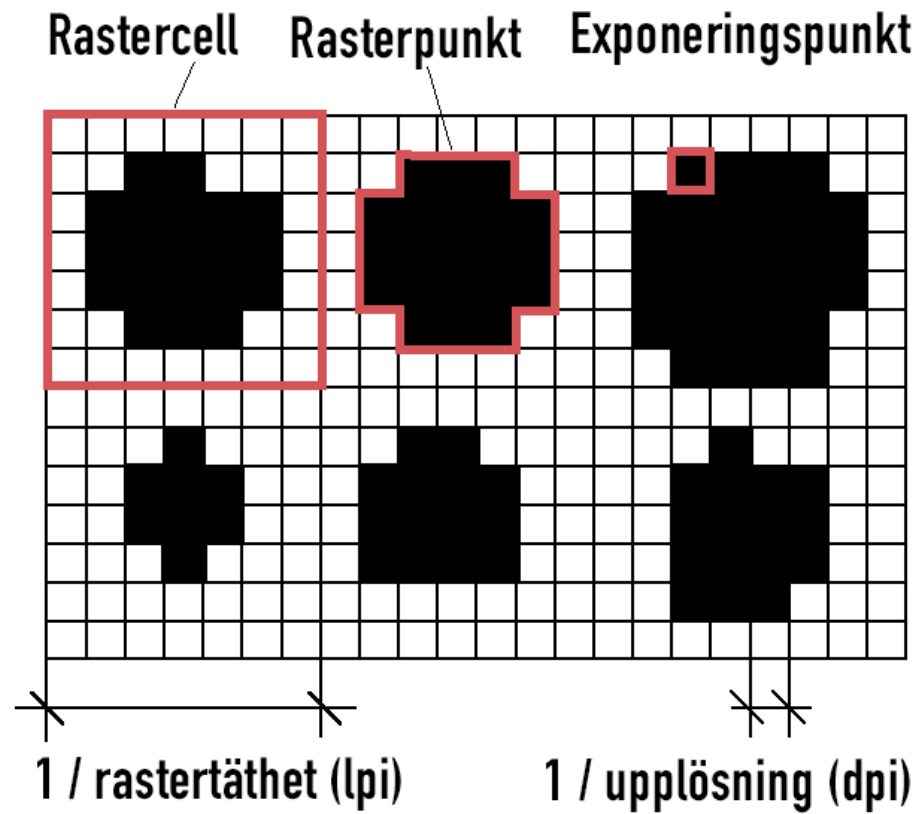 Rastercell
Rasterpunkt
Exponeringspunkt
1 / rastertäthet (lpi)
1 / upplösning (dpi)